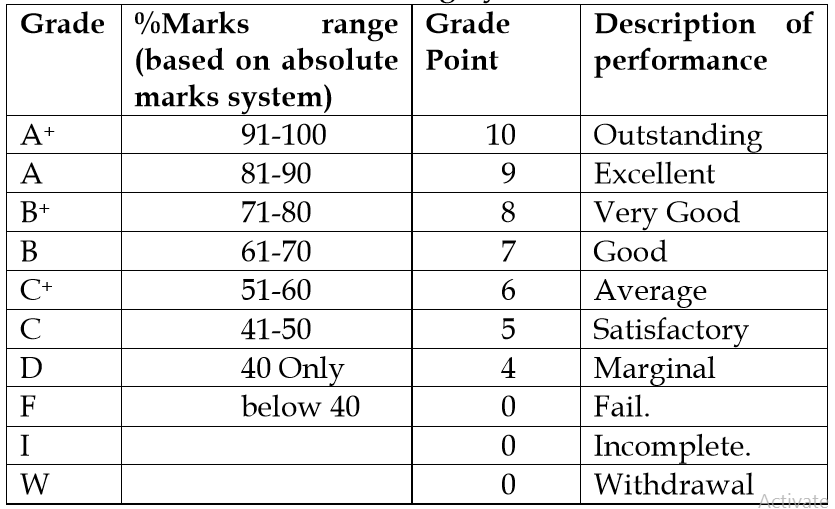 Grade %Marks range Grade Description of
(based on absolute Point performance
marks system)
A+ 91-100 10 Outstanding
A 81-90 9 Excellent
B+ 71-80 8 Very Good
B 61-70 7 Good
C+ 51-60 6 Average
C 41-50 5 Satisfactory
D 40 Only 4 Marginal
F below 40 0 Fail.
I 0 Incomplete.
W 0 Withdrawal
Activate